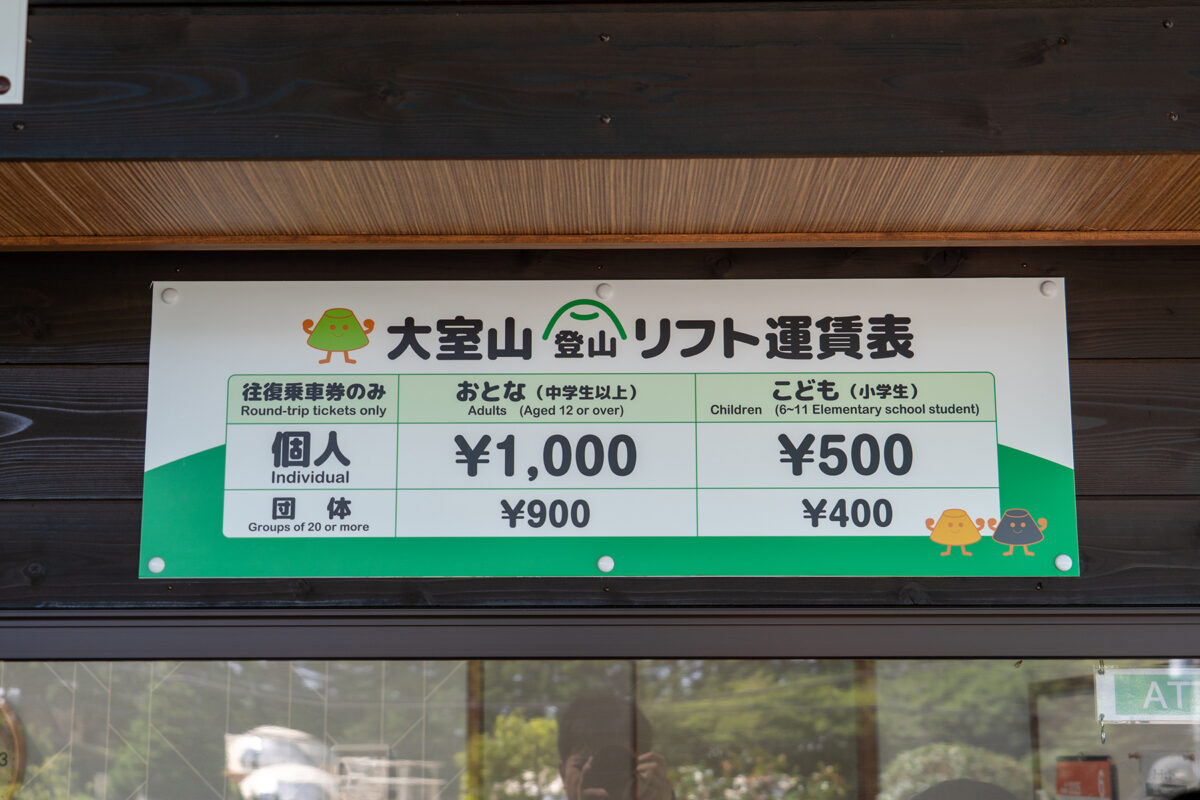 大室山登山リフト運賃表
往復乗車券のみ おとな（中学生以上） こども（小学生）
Round-trip tickets only Adults (Aged 12 or over) Children (6~11 Elementary school student)
個人 ¥1,000 ¥500
Individual
団 体 ¥900 ¥400
Groups of 20 or more